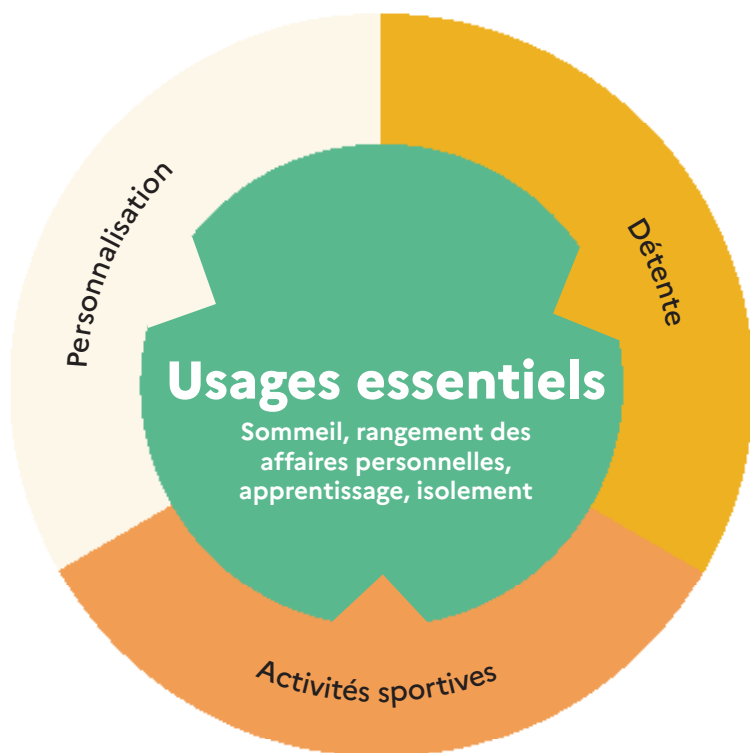 Personnalisation
Détente
Usages essentiels
Sommeil, rangement des
affaires personnelles,
apprentissage, isolement
Activités sportives